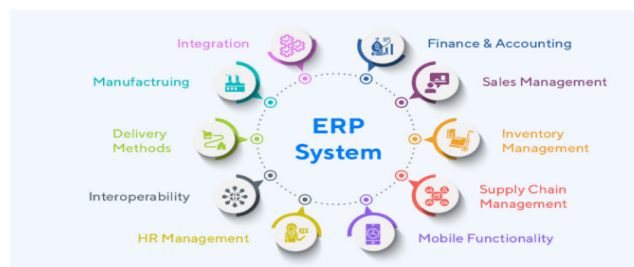 Integration
Finance & Accounting
Manufactruing
Sales Management
ERP
System
Delivery
Methods
Inventory
Management
Interoperability
Supply Chain
Management
HR Management
Mobile Functionality